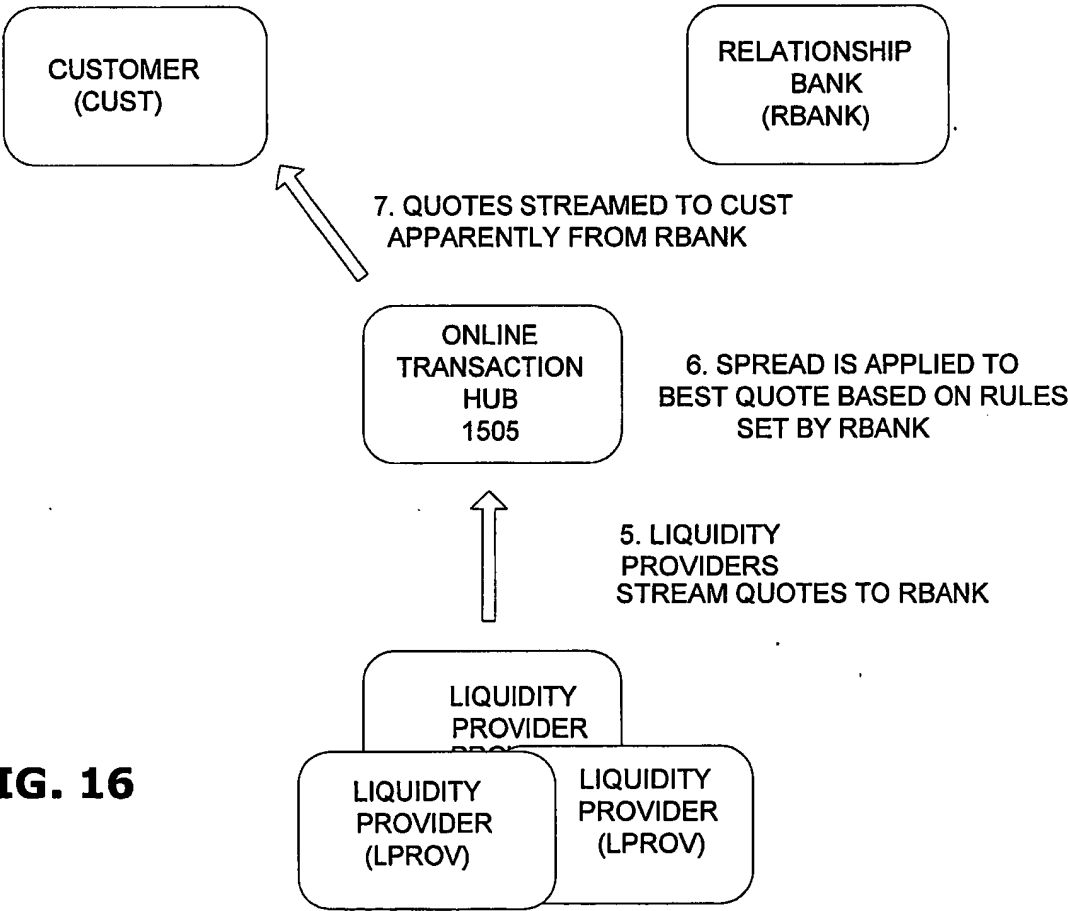 CUSTOMER
(CUST)
RELATIONSHIP
BANK
(RBANK)
7. QUOTES STREAMED TO CUST
APPARENTLY FROM RBANK
ONLINE
TRANSACTION
HUB
1505
6. SPREAD IS APPLIED TO
BEST QUOTE BASED ON RULES
SET BY RBANK
5. LIQUIDITY
PROVIDERS
STREAM QUOTES TO RBANK
LIQUIDITY
PROVIDER
LIQUIDITY
PROVIDER
(LPROV)
LIQUIDITY
PROVIDER
(LPROV)
IG. 16